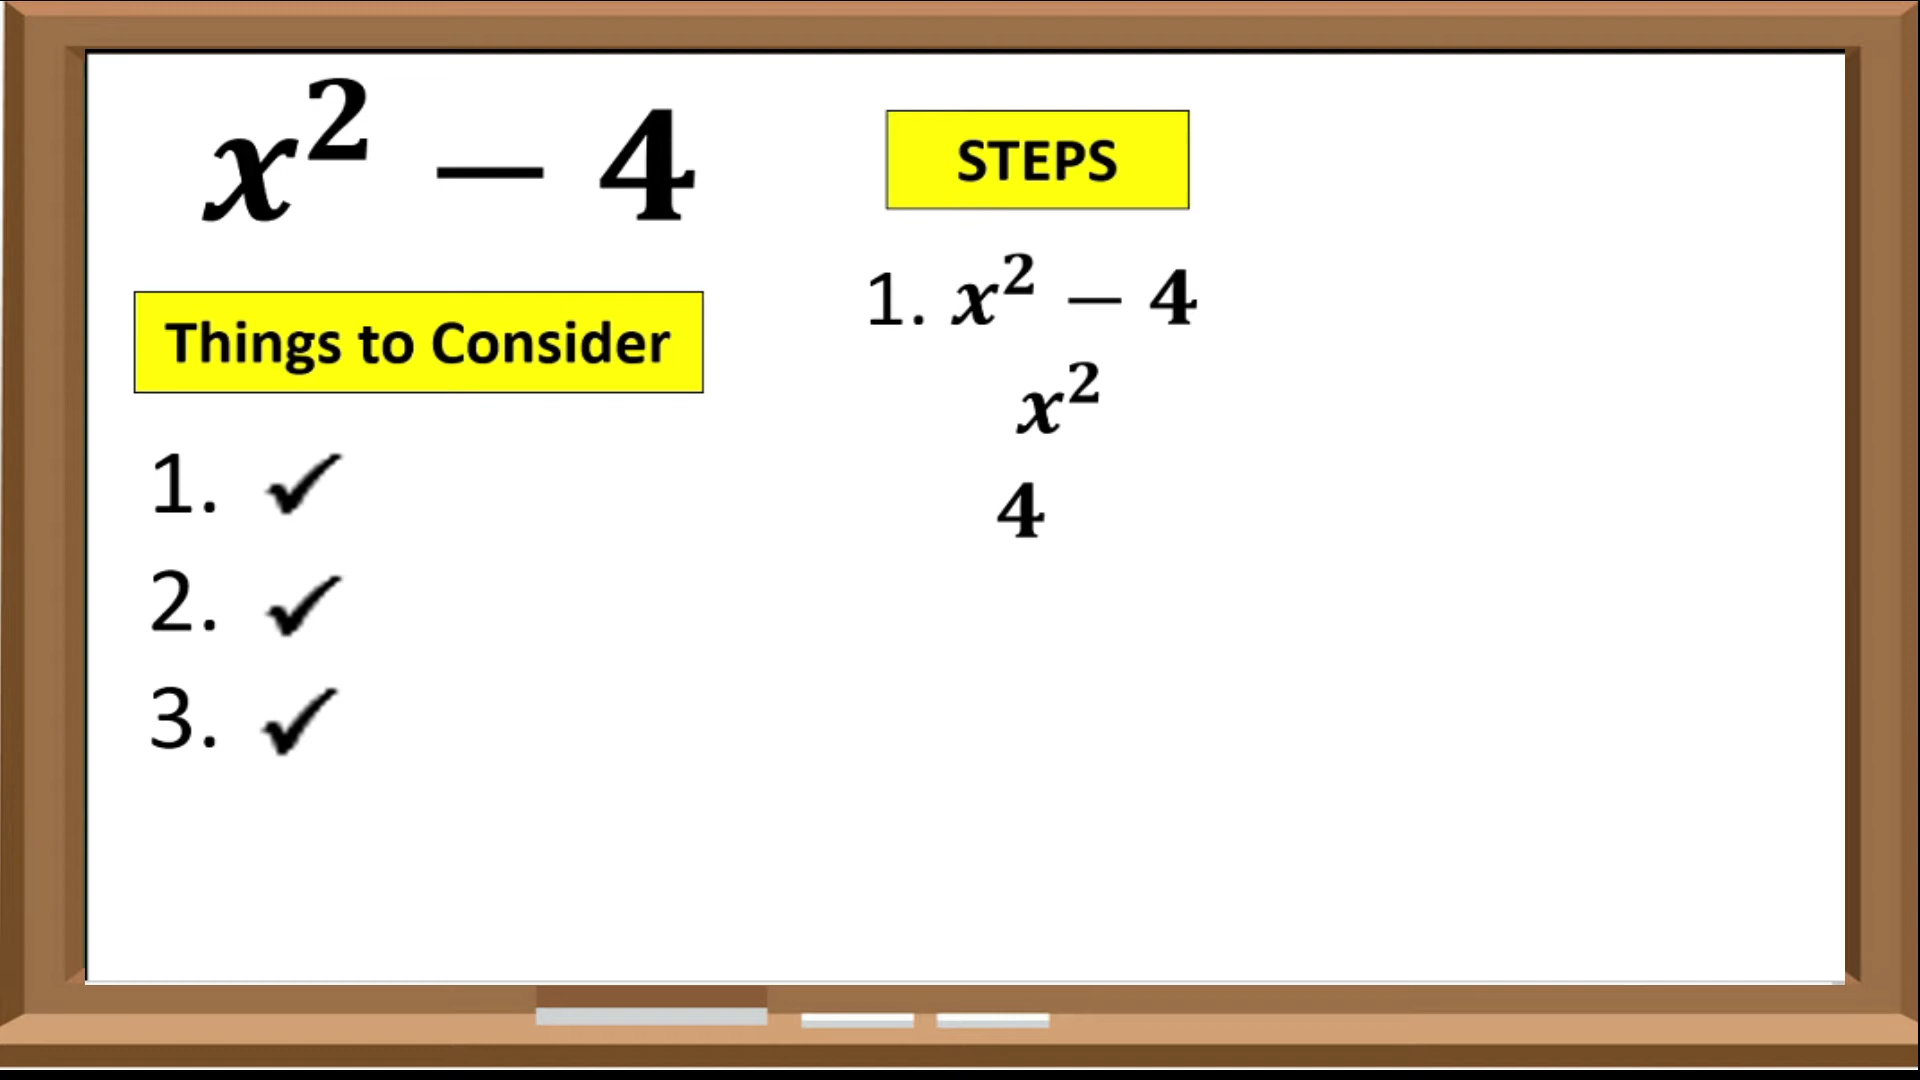 x² − 4
Things to Consider
1. ✓
2. ✓
3. ✓
STEPS
1. x² − 4
x²
4